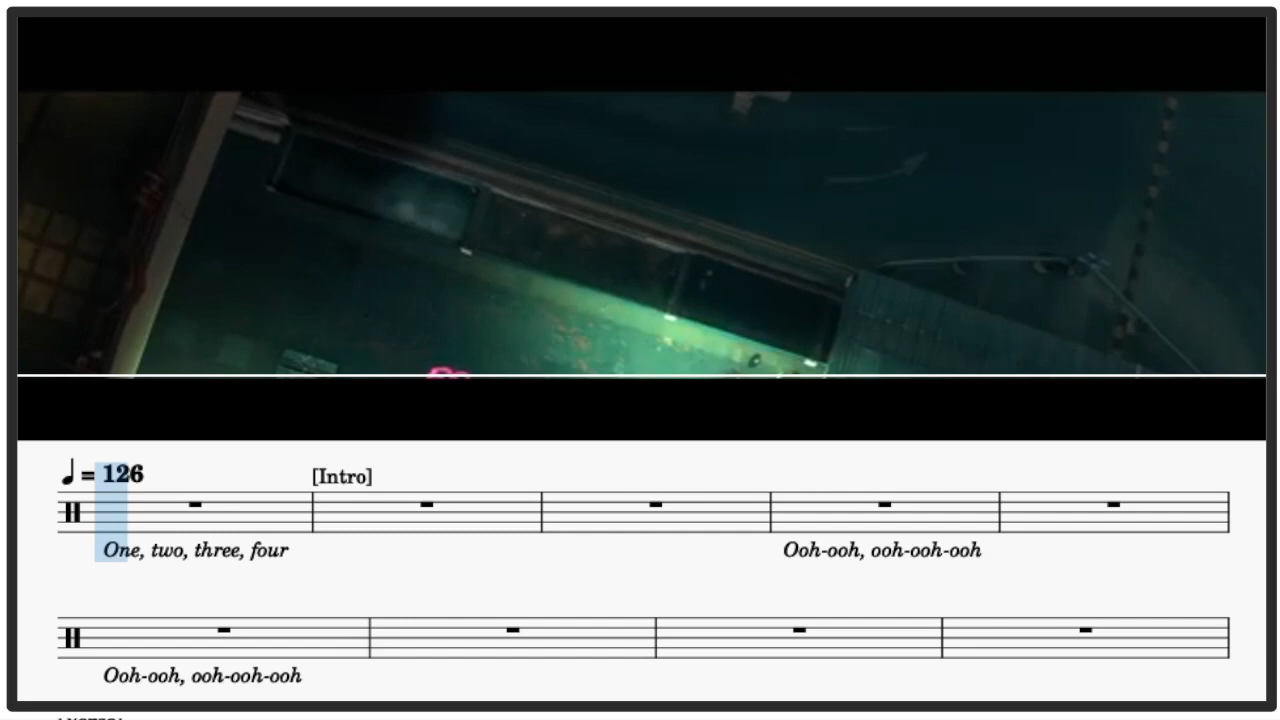 ♩ = 126 [Intro]
One, two, three, four Ooh-ooh, ooh-ooh-ooh
Ooh-ooh, ooh-ooh-ooh